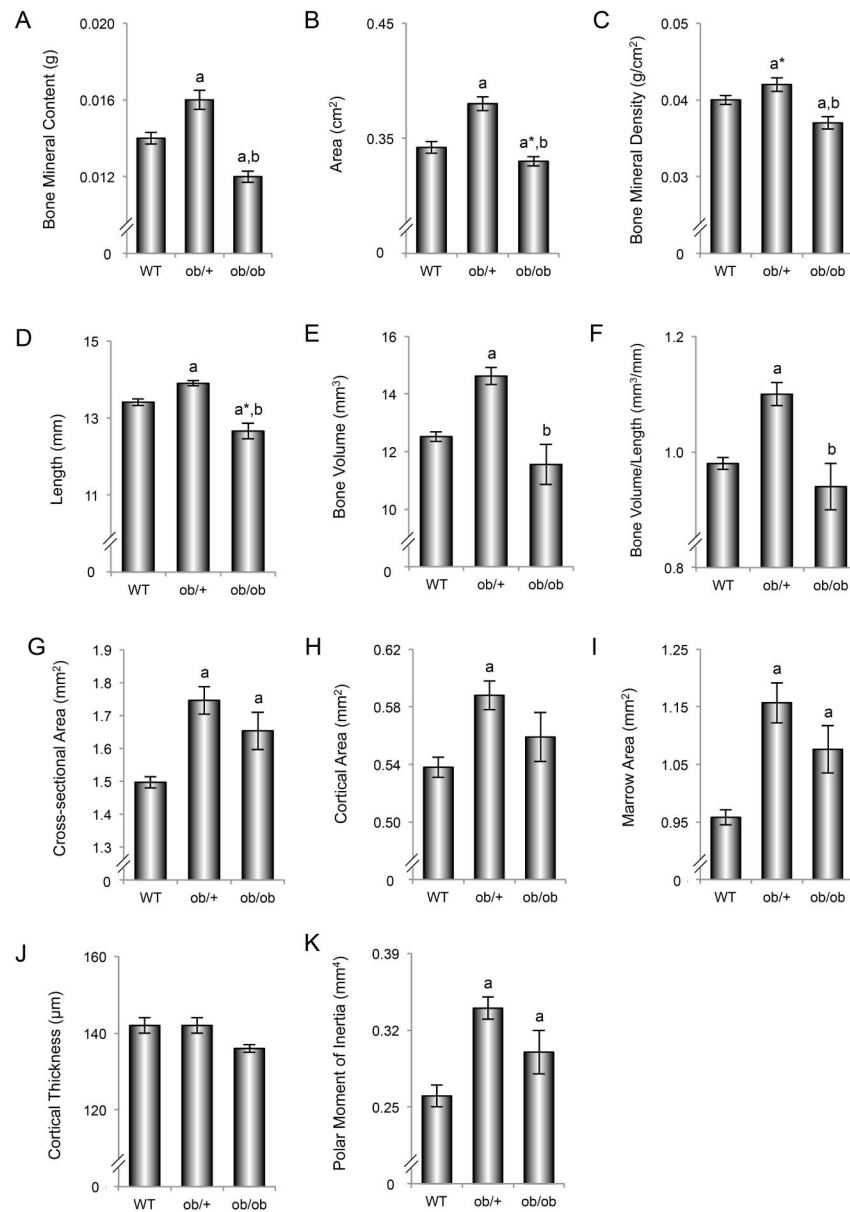 A
Bone Mineral Content (g)
0.020
0.016
0.012
0
a
a,b
WT ob/+ ob/ob
B
Area (cm²)
0.45
0.35
0
a
a*,b
WT ob/+ ob/ob
C
Bone Mineral Density (g/cm²)
0.05
0.04
0.03
0
a*
a,b
WT ob/+ ob/ob
D
Length (mm)
15
13
11
0
a
a*,b
WT ob/+ ob/ob
E
Bone Volume (mm³)
16
14
12
10
0
a
b
WT ob/+ ob/ob
F
Bone Volume/Length (mm³/mm)
1.2
1.0
0.8
a
b
WT ob/+ ob/ob
G
Cross-sectional Area (mm²)
1.9
1.8
1.7
1.6
1.5
1.4
1.3
0
a
a
WT ob/+ ob/ob
H
Cortical Area (mm²)
0.62
0.58
0.54
0.50
0
a
WT ob/+ ob/ob
I
Marrow Area (mm²)
1.25
1.15
1.05
0.95
0
a
a
WT ob/+ ob/ob
J
Cortical Thickness (µm)
160
140
120
0
WT ob/+ ob/ob
K
Polar Moment of Inertia (mm⁴)
0.39
0.32
0.25
0
a
a
WT ob/+ ob/ob